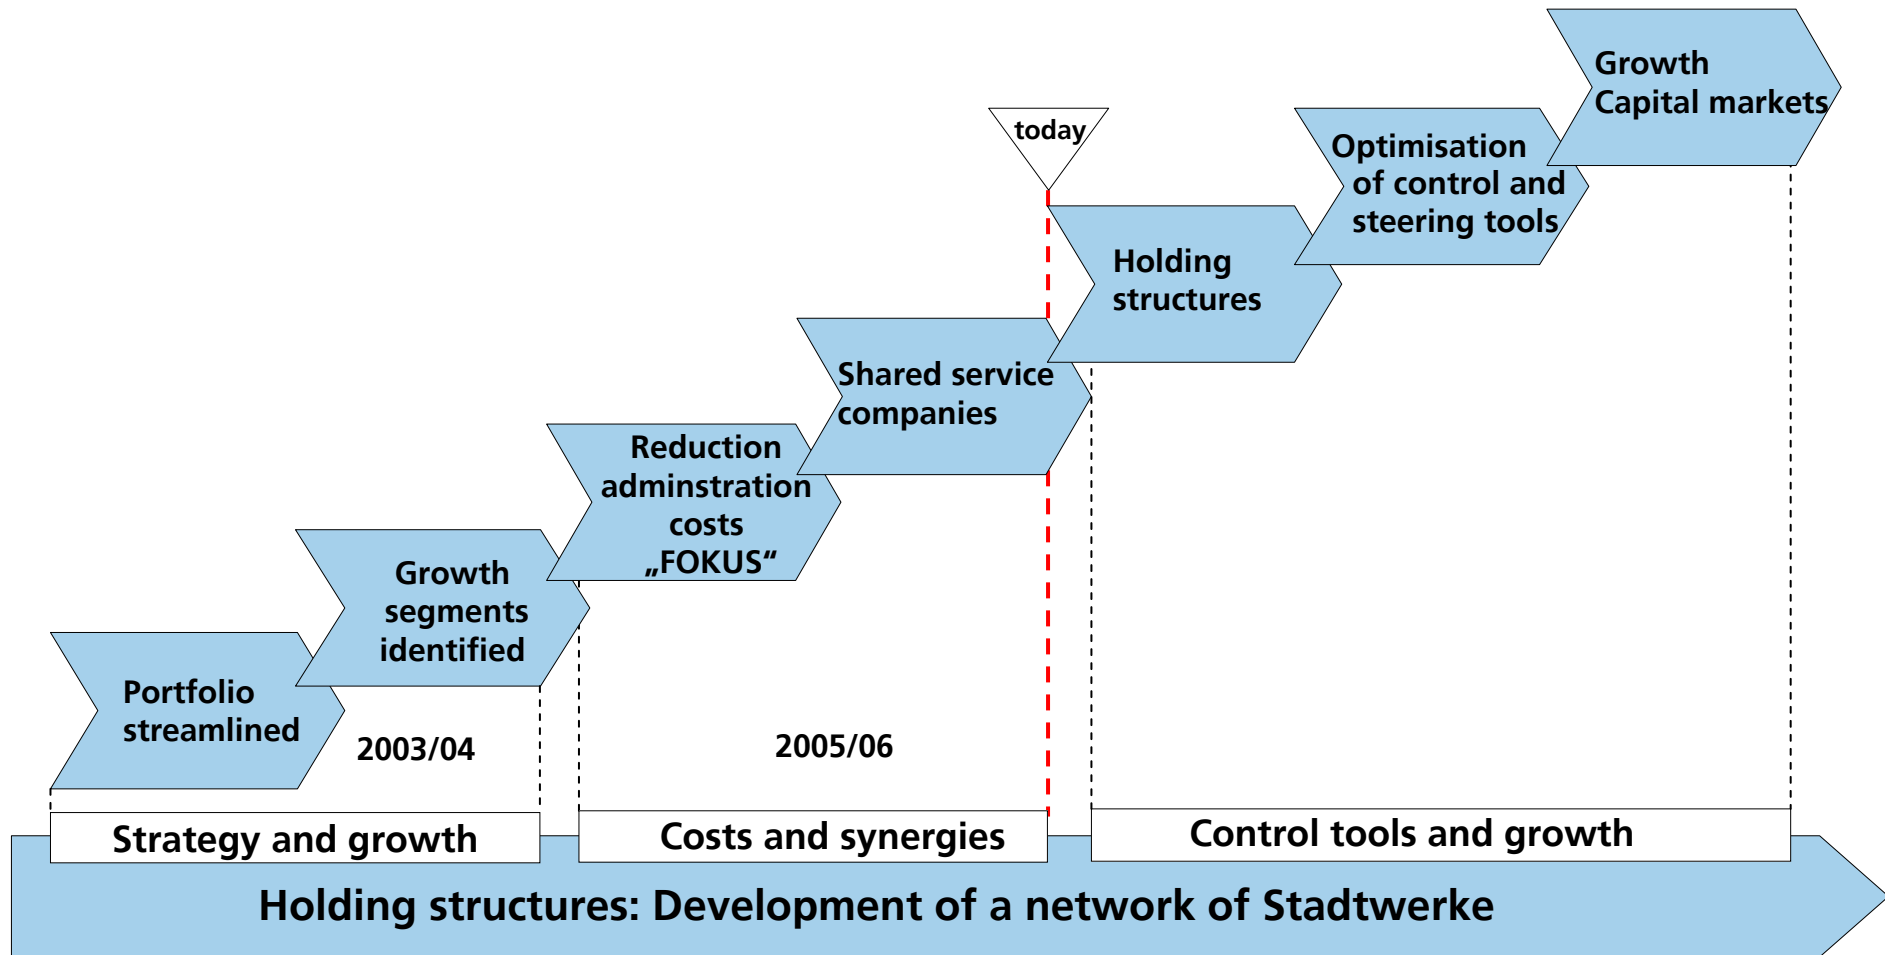 Growth
Capital markets
today
Optimisation
of control and
steering tools
Holding
structures
Shared service
companies
Reduction
adminstration
costs
„FOKUS“
Growth
segments
identified
Portfolio
streamlined
2003/04
2005/06
Strategy and growth
Costs and synergies
Control tools and growth
Holding structures: Development of a network of Stadtwerke